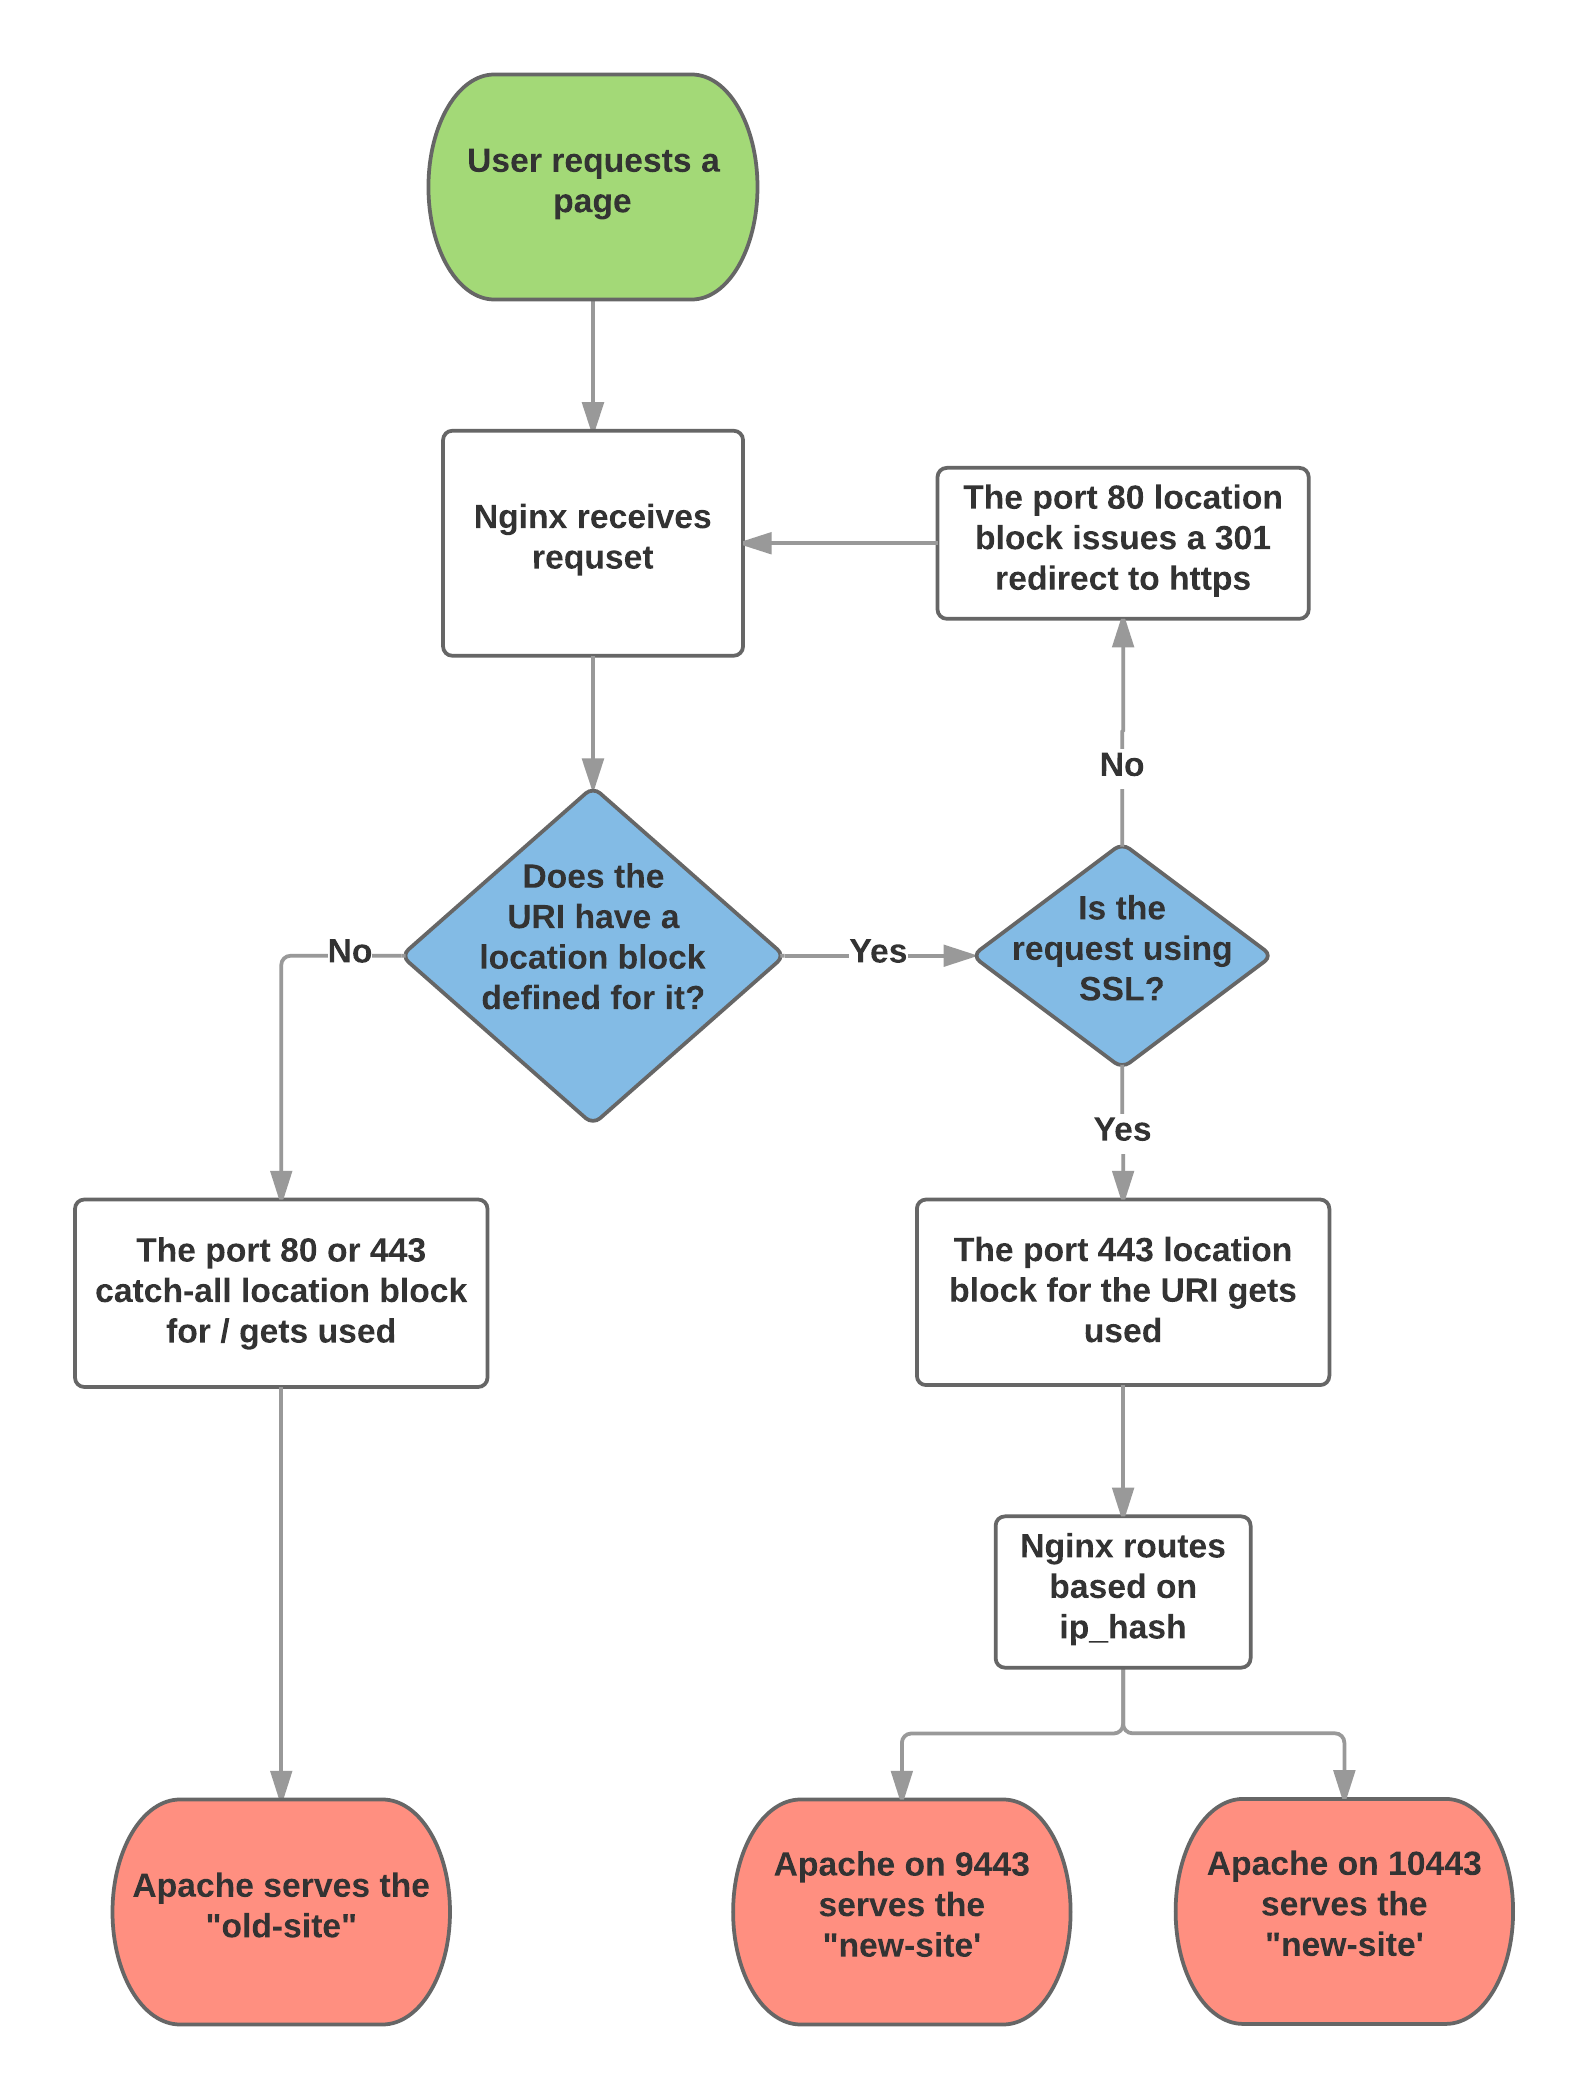 User requests a
page
Nginx receives
requset
The port 80 location
block issues a 301
redirect to https
No
Does the
URI have a
location block
defined for it?
Is the
request using
SSL?
No
Yes
Yes
The port 80 or 443
catch-all location block
for / gets used
The port 443 location
block for the URI gets
used
Nginx routes
based on
ip_hash
Apache serves the
"old-site"
Apache on 9443
serves the
"new-site'
Apache on 10443
serves the
"new-site'